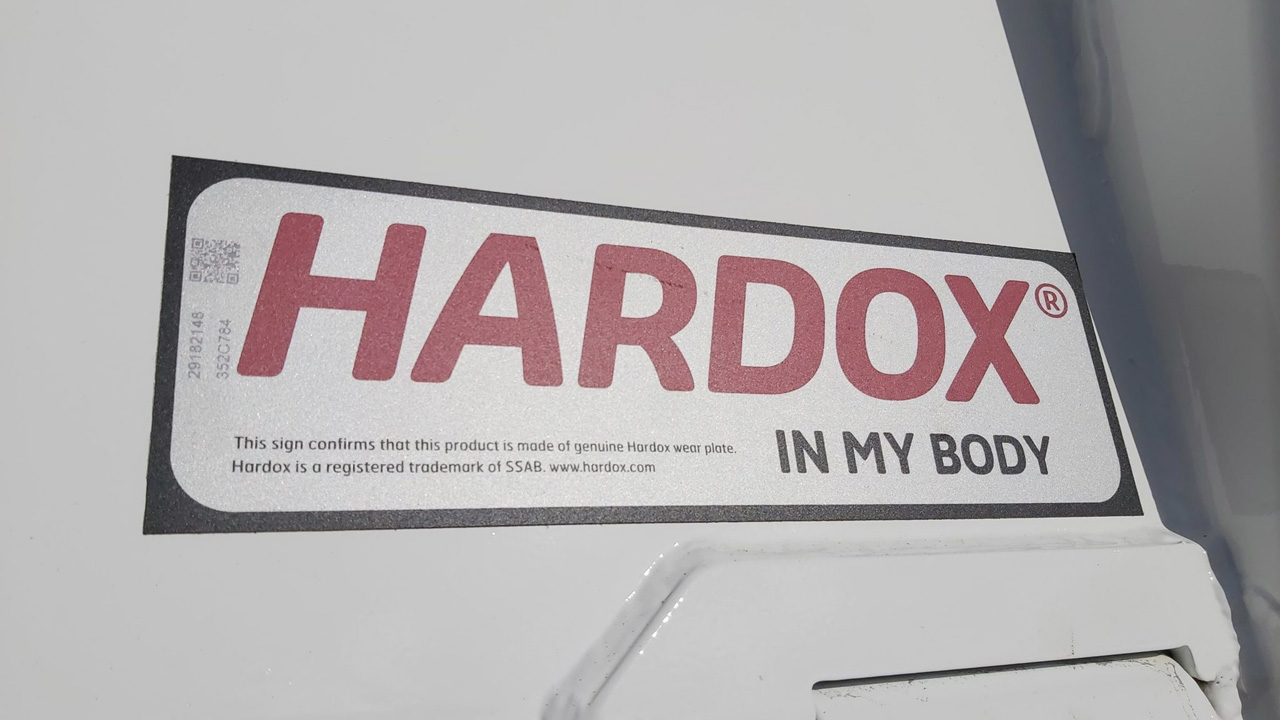 HARDOX®
IN MY BODY
This sign confirms that this product is made of genuine Hardox wear plate.
Hardox is a registered trademark of SSAB. www.hardox.com
29182148
352C784